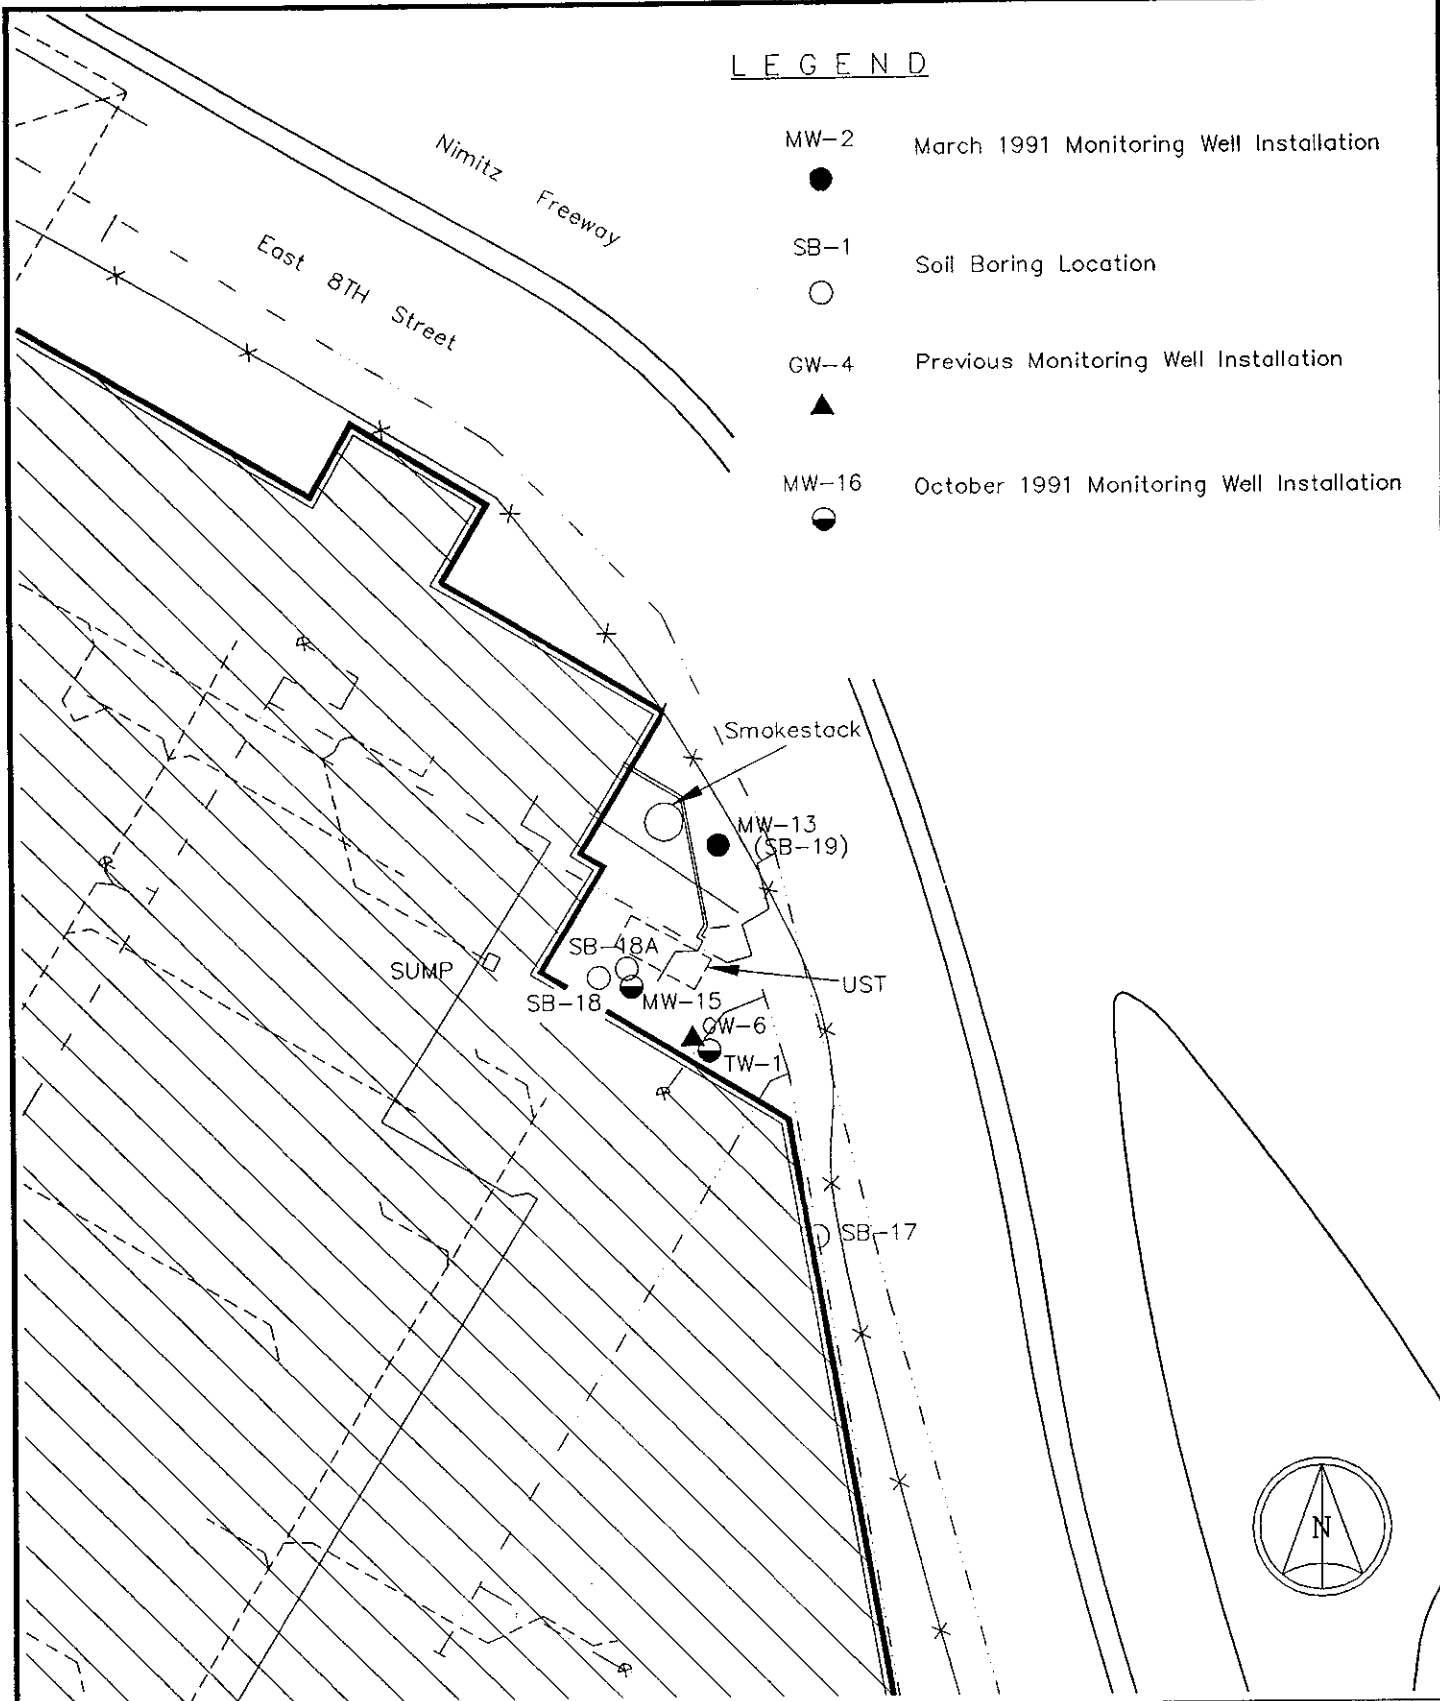 LEGEND
MW-2
March 1991 Monitoring Well Installation
SB-1
Soil Boring Location
GW-4
Previous Monitoring Well Installation
MW-16
October 1991 Monitoring Well Installation
Nimitz Freeway
East 8TH Street
Smokestack
MW-13
(SB-19)
SB-18A
SUMP
UST
SB-18
MW-15
GW-6
TW-1
SB-17
N